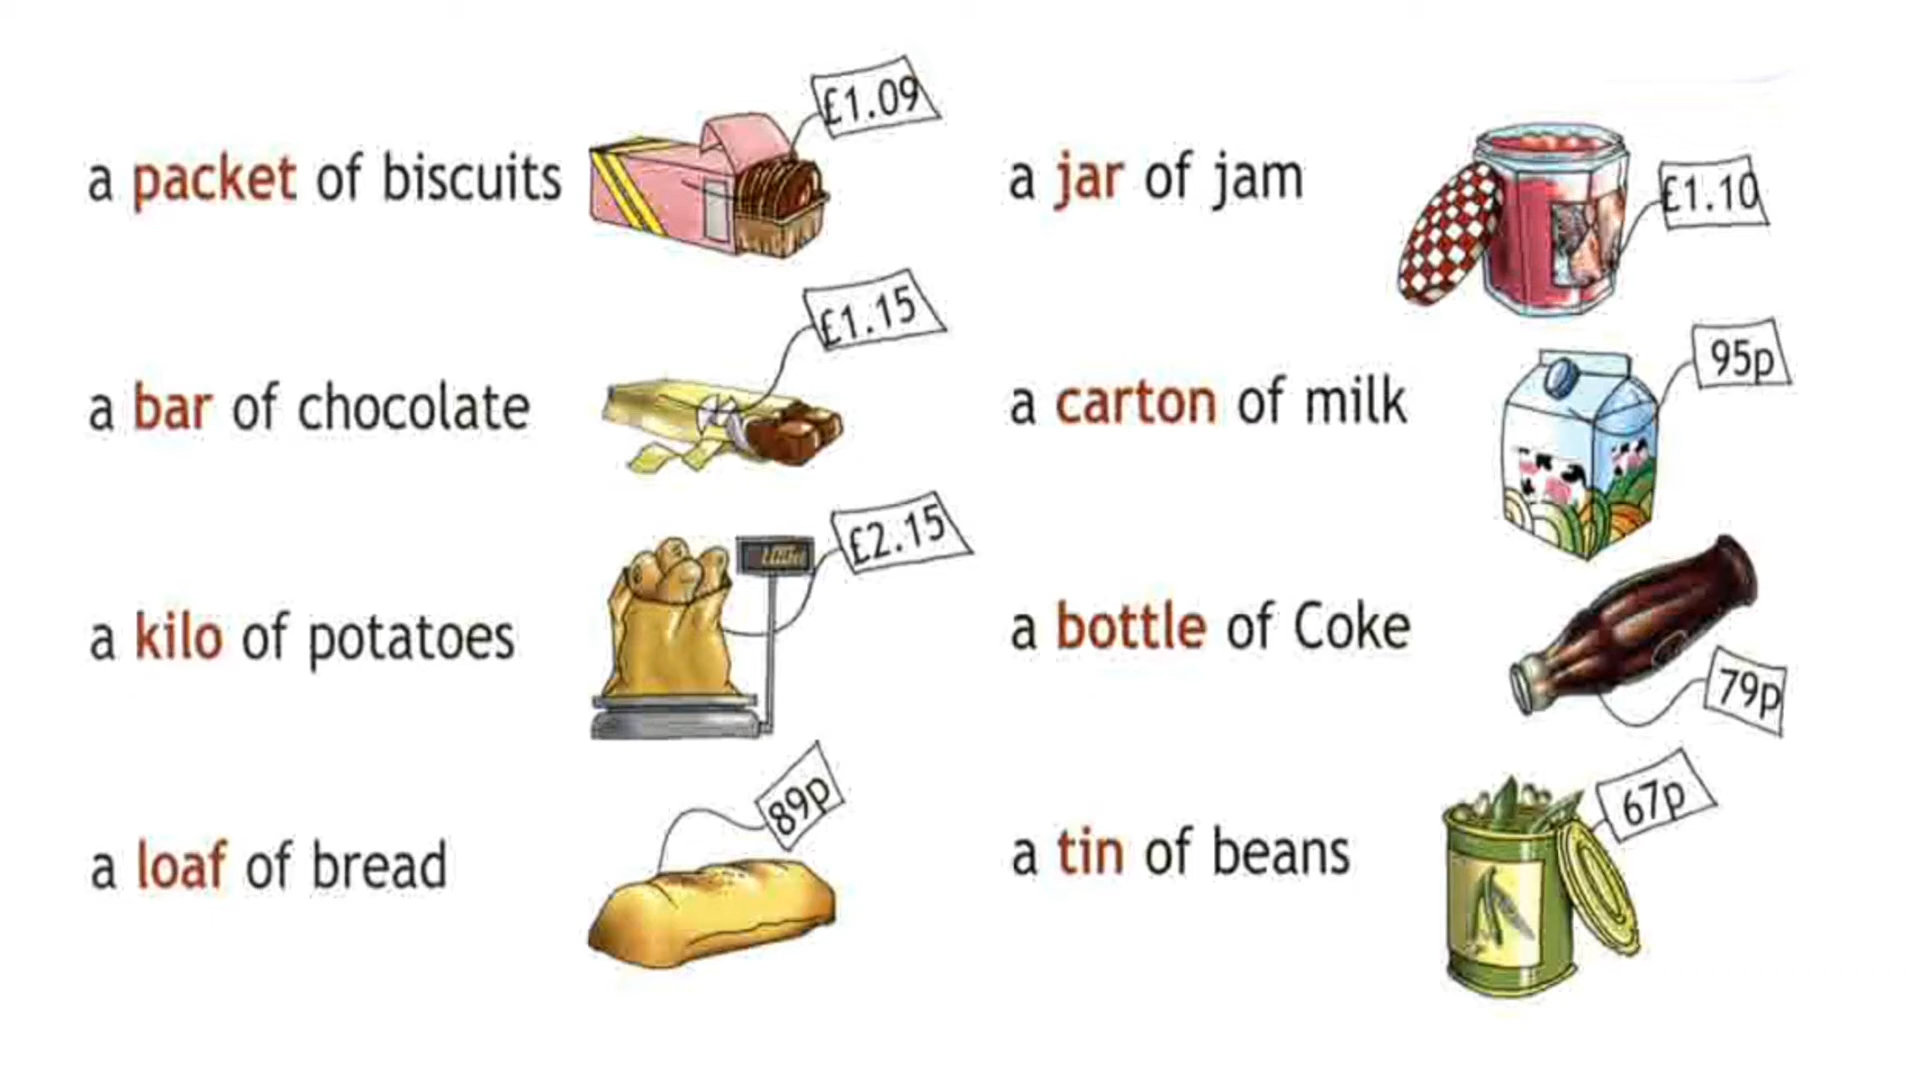 a packet of biscuits
£1.09
a bar of chocolate
£1.15
a kilo of potatoes
£2.15
a loaf of bread
89p
a jar of jam
£1.10
a carton of milk
95p
a bottle of Coke
79p
a tin of beans
67p